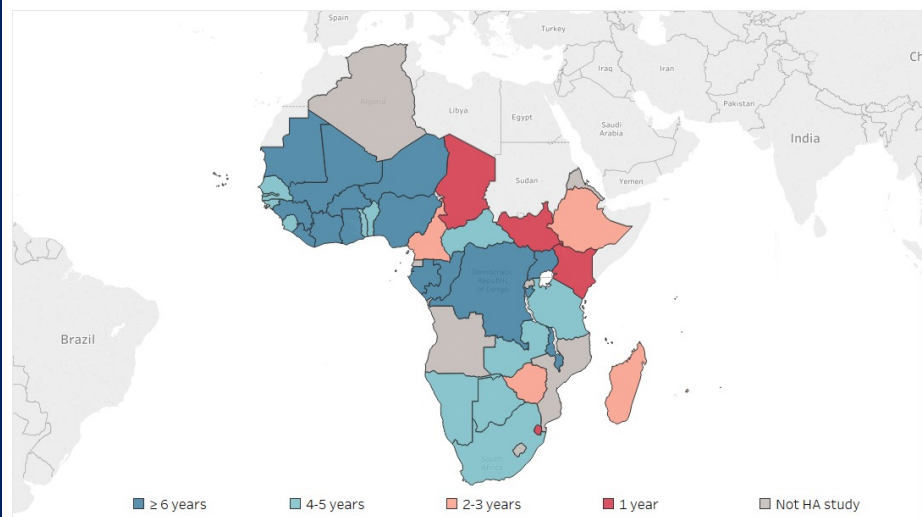 Spain
Turkey
Ch
Iraq
Iran
Algeria
Libya
Egypt
Pakistan
Saudi
Arabia
India
Sudan
Yemen
Democratic
Republic
of Congo
Brazil
South
Africa
≥ 6 years
4-5 years
2-3 years
1 year
Not HA study